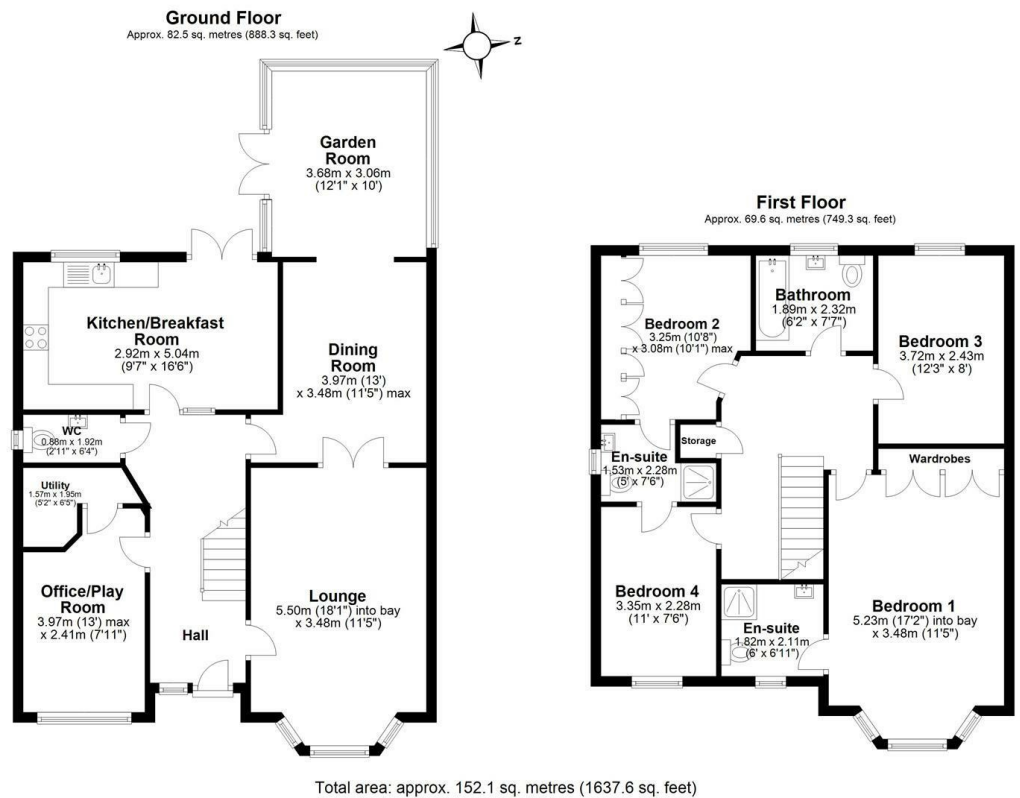 Ground Floor
Approx. 82.5 sq. metres (888.3 sq. feet)
Z
Garden
Room
3.68m x 3.06m
(12'1" x 10')
Kitchen/Breakfast
Room
2.92m x 5.04m
(9'7" x 16'6")
Dining
Room
3.97m (13')
x 3.48m (11'5") max
WC
0.88m x 1.92m
(2'11" x 6'4")
Utility
1.57m x 1.95m
(5'2" x 6'5")
Office/Play
Room
3.97m (13') max
x 2.41m (7'11")
Hall
Lounge
5.50m (18'1") into bay
x 3.48m (11'5")
First Floor
Approx. 69.6 sq. metres (749.3 sq. feet)
Bedroom 2
3.25m (10'8")
x 3.08m (10'1") max
Bathroom
1.89m x 2.32m
(6'2" x 7'7")
Bedroom 3
3.72m x 2.43m
(12'3" x 8')
Storage
En-suite
1.53m x 2.28m
(5' x 7'6")
Wardrobes
Bedroom 4
3.35m x 2.28m
(11' x 7'6")
En-suite
1.82m x 2.11m
(6' x 6'11")
Bedroom 1
5.23m (17'2") into bay
x 3.48m (11'5")
Total area: approx. 152.1 sq. metres (1637.6 sq. feet)